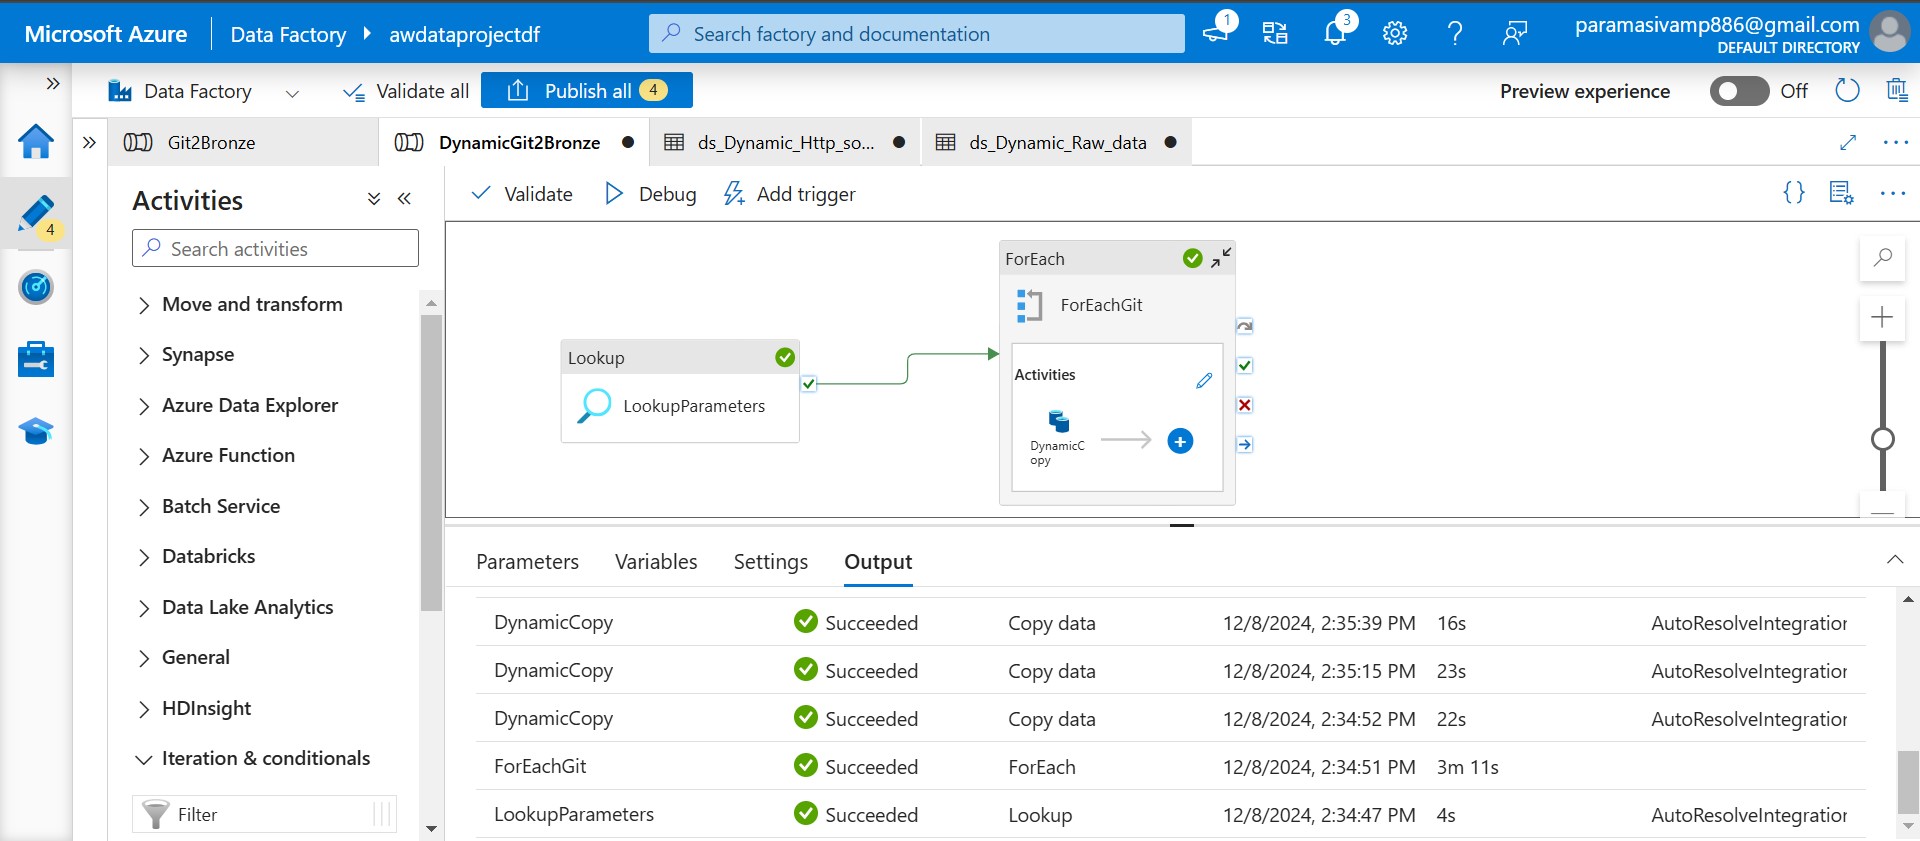 Microsoft Azure Data Factory awdataprojectdf Search factory and documentation 1 3 paramasivamp886@gmail.com
DEFAULT DIRECTORY
Data Factory Validate all Publish all 4 Preview experience Off
Git2Bronze DynamicGit2Bronze ds_Dynamic_Http_so... ds_Dynamic_Raw_data
4
Activities
Search activities
Move and transform
Synapse
Azure Data Explorer
Azure Function
Batch Service
Databricks
Data Lake Analytics
General
HDInsight
Iteration & conditionals
Filter
Validate Debug Add trigger
Lookup
LookupParameters
ForEach
ForEachGit
Activities
DynamicC
opy
Parameters Variables Settings Output
DynamicCopy Succeeded Copy data 12/8/2024, 2:35:39 PM 16s AutoResolveIntegration
DynamicCopy Succeeded Copy data 12/8/2024, 2:35:15 PM 23s AutoResolveIntegration
DynamicCopy Succeeded Copy data 12/8/2024, 2:34:52 PM 22s AutoResolveIntegration
ForEachGit Succeeded ForEach 12/8/2024, 2:34:51 PM 3m 11s
LookupParameters Succeeded Lookup 12/8/2024, 2:34:47 PM 4s AutoResolveIntegration